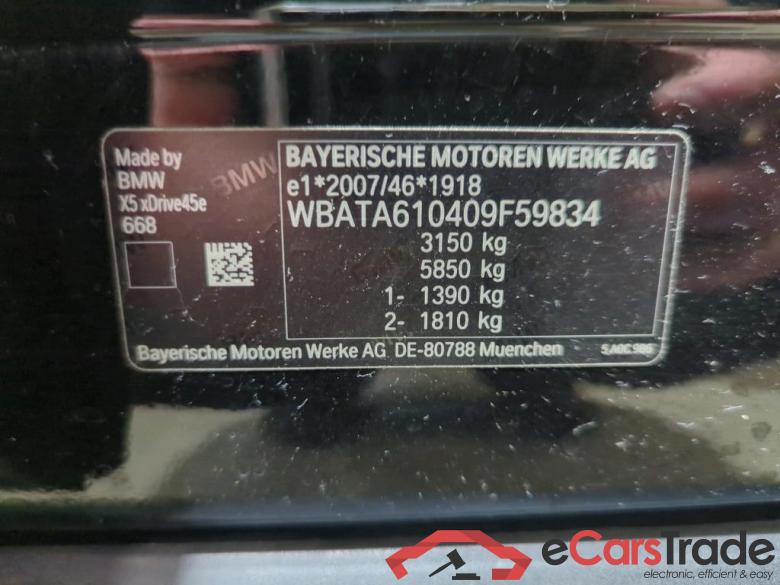 Made by
BMW
X5 xDrive45e
668
BMW
BAYERISCHE MOTOREN WERKE AG
e1*2007/46*1918
WBATA610409F59834
3150 kg
5850 kg
1- 1390 kg
2- 1810 kg
Bayerische Motoren Werke AG DE-80788 Muenchen
eCarsTrade
electronic, efficient & easy